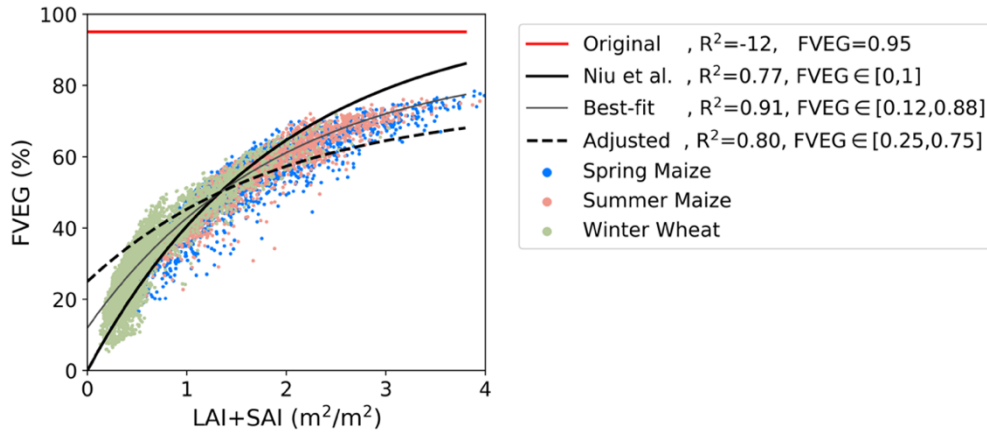 100
80
60
40
20
0
FVEG (%)
0 1 2 3 4
LAI+SAI (m²/m²)
Original , R²=-12, FVEG=0.95
Niu et al. , R²=0.77, FVEG∈[0,1]
Best-fit , R²=0.91, FVEG∈[0.12,0.88]
Adjusted , R²=0.80, FVEG∈[0.25,0.75]
Spring Maize
Summer Maize
Winter Wheat